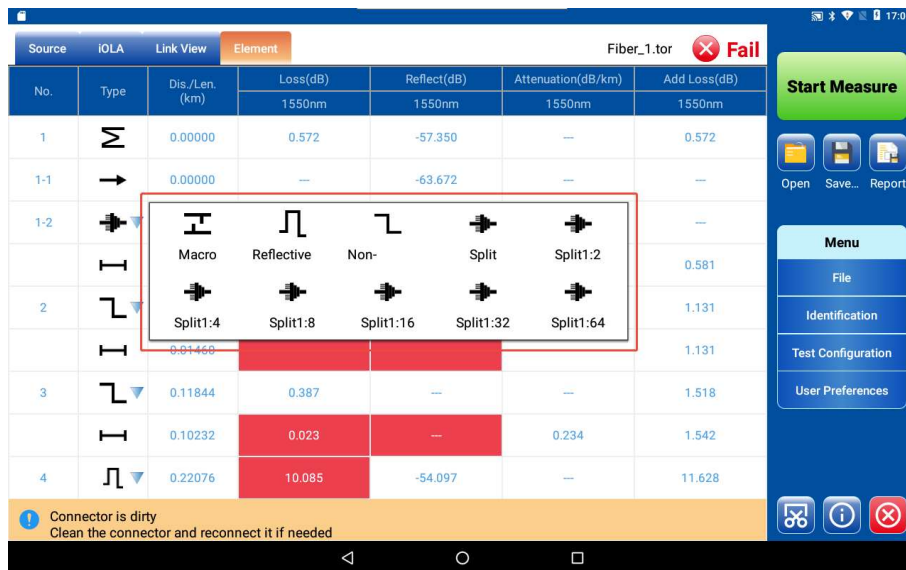 17:0
Source iOLA Link View Element Fiber_1.tor Fail
No. Type Dis./Len. (km) Loss(dB) Reflect(dB) Attenuation(dB/km) Add Loss(dB)
1550nm 1550nm 1550nm 1550nm
1 0.00000 0.572 -57.350 --- 0.572
1-1 0.00000 --- -63.672 --- ---
1-2 ---
0.581
2 1.131
0.01460 1.131
3 0.11844 0.387 --- --- 1.518
0.10232 0.023 --- 0.234 1.542
4 0.22076 10.085 -54.097 --- 11.628
Macro Reflective Non- Split Split1:2
Split1:4 Split1:8 Split1:16 Split1:32 Split1:64
Connector is dirty
Clean the connector and reconnect it if needed
Start Measure
Open Save... Report
Menu
File
Identification
Test Configuration
User Preferences